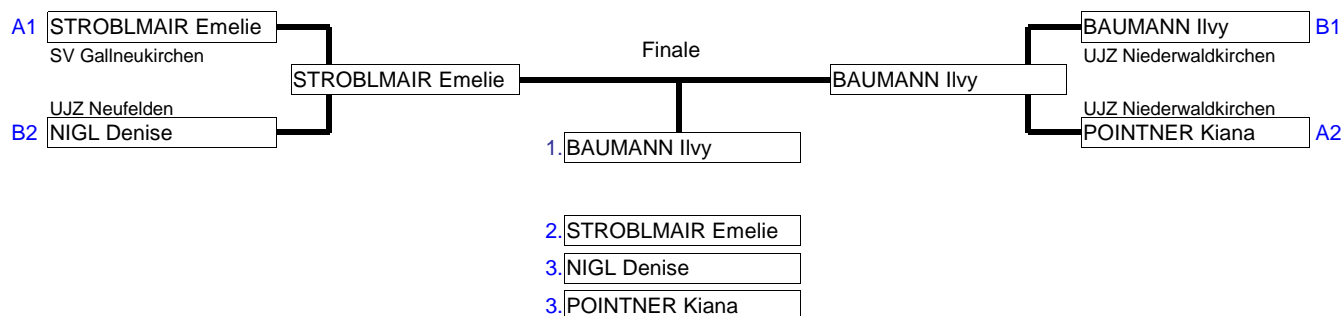 A1 STROBLMAIR Emelie
SV Gallneukirchen
BAUMANN Ilvy B1
UJZ Niederwaldkirchen
Finale
STROBLMAIR Emelie
BAUMANN Ilvy
UJZ Neufelden
B2 NIGL Denise
UJZ Niederwaldkirchen
POINTNER Kiana A2
1. BAUMANN Ilvy
2. STROBLMAIR Emelie
3. NIGL Denise
3. POINTNER Kiana